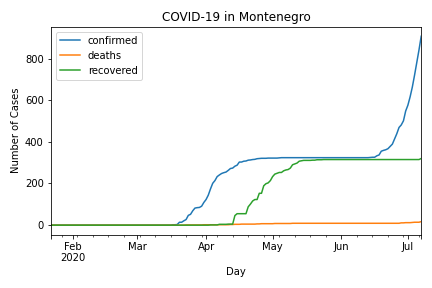 COVID-19 in Montenegro
confirmed
deaths
recovered
Number of Cases
800
600
400
200
0
Feb Mar Apr May Jun Jul
2020
Day